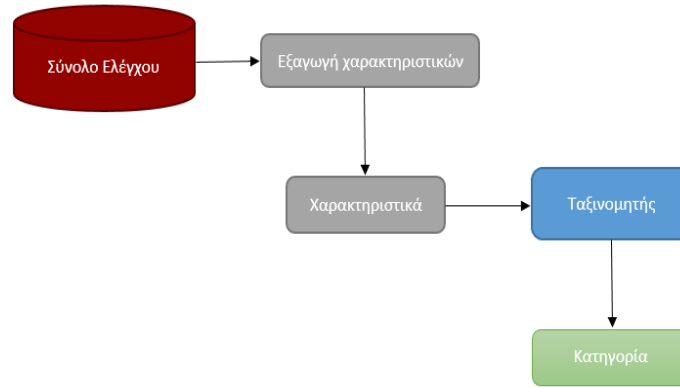 Σύνολο Ελέγχου
Εξαγωγή χαρακτηριστικών
Χαρακτηριστικά
Ταξινομητής
Κατηγορία